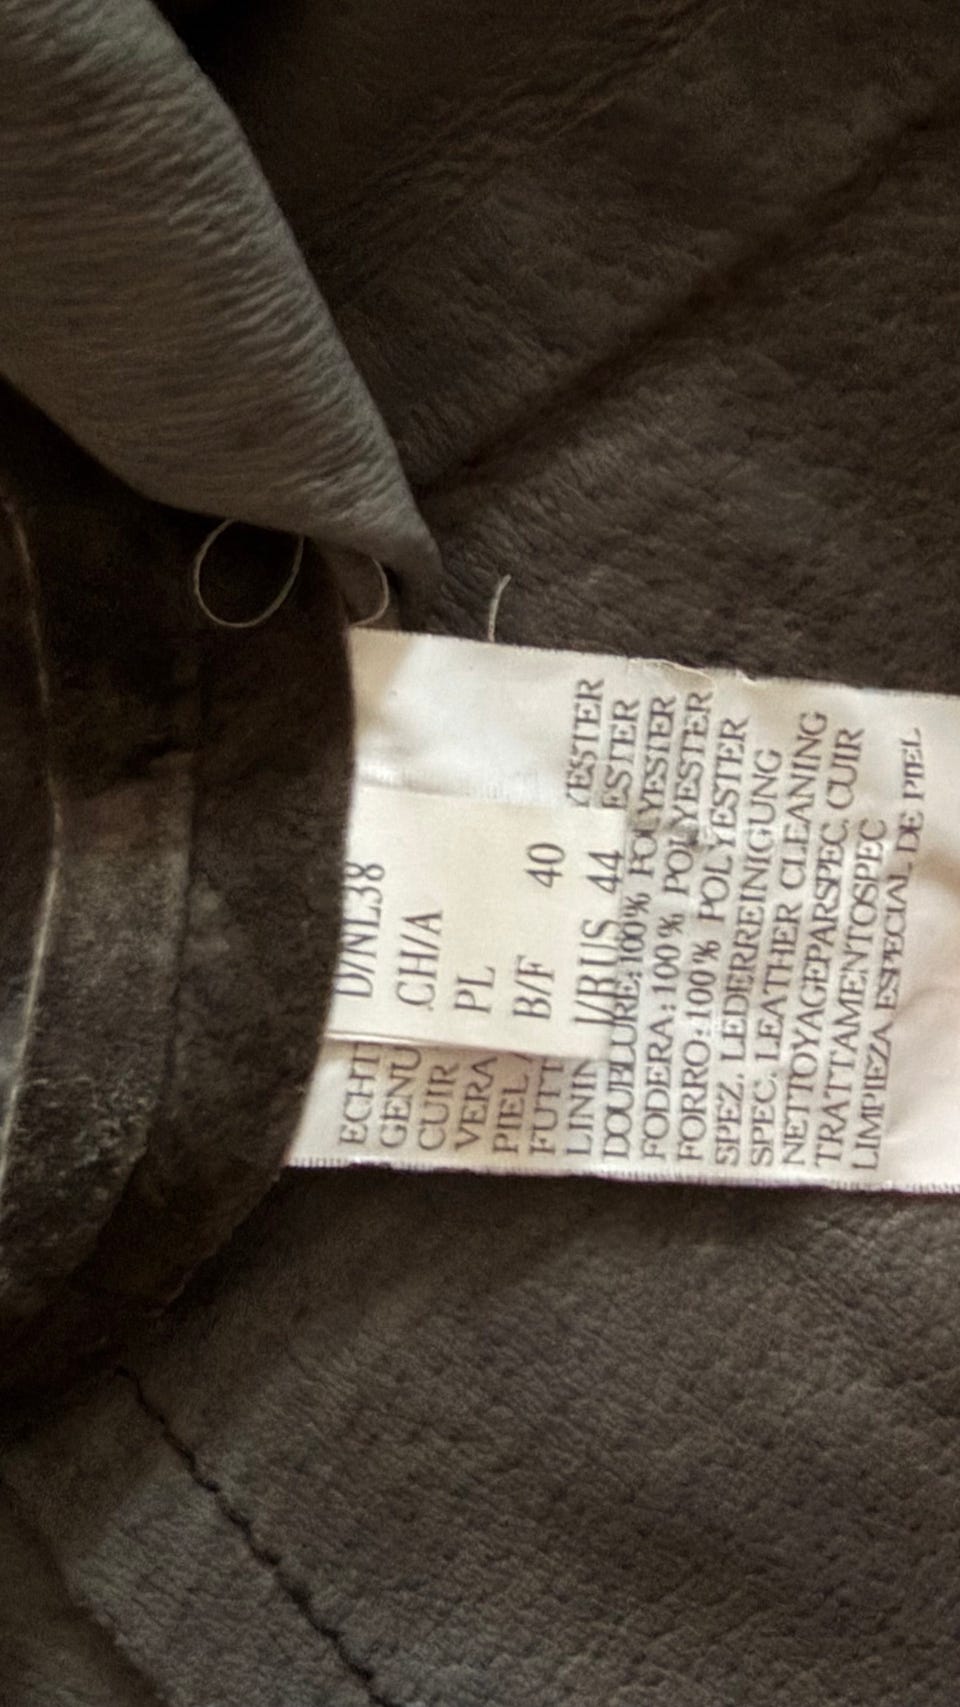 D/NL38
CH/A
PL
B/F 40
I/RUS 44
ECHT
GENU
CUIR
VERA
PIEL
FUTT
LININ YESTER
DOUBLURE: 100% POLYESTER
FODERA: 100% POLYESTER
FORRO: 100% POLYESTER
SPEZ. LEDERREINIGUNG
SPEC. LEATHER CLEANING
NETTOYAGEPARSPEC. CUIR
TRATTAMENTOSPEC
LIMPIEZA ESPECIAL DE PIEL